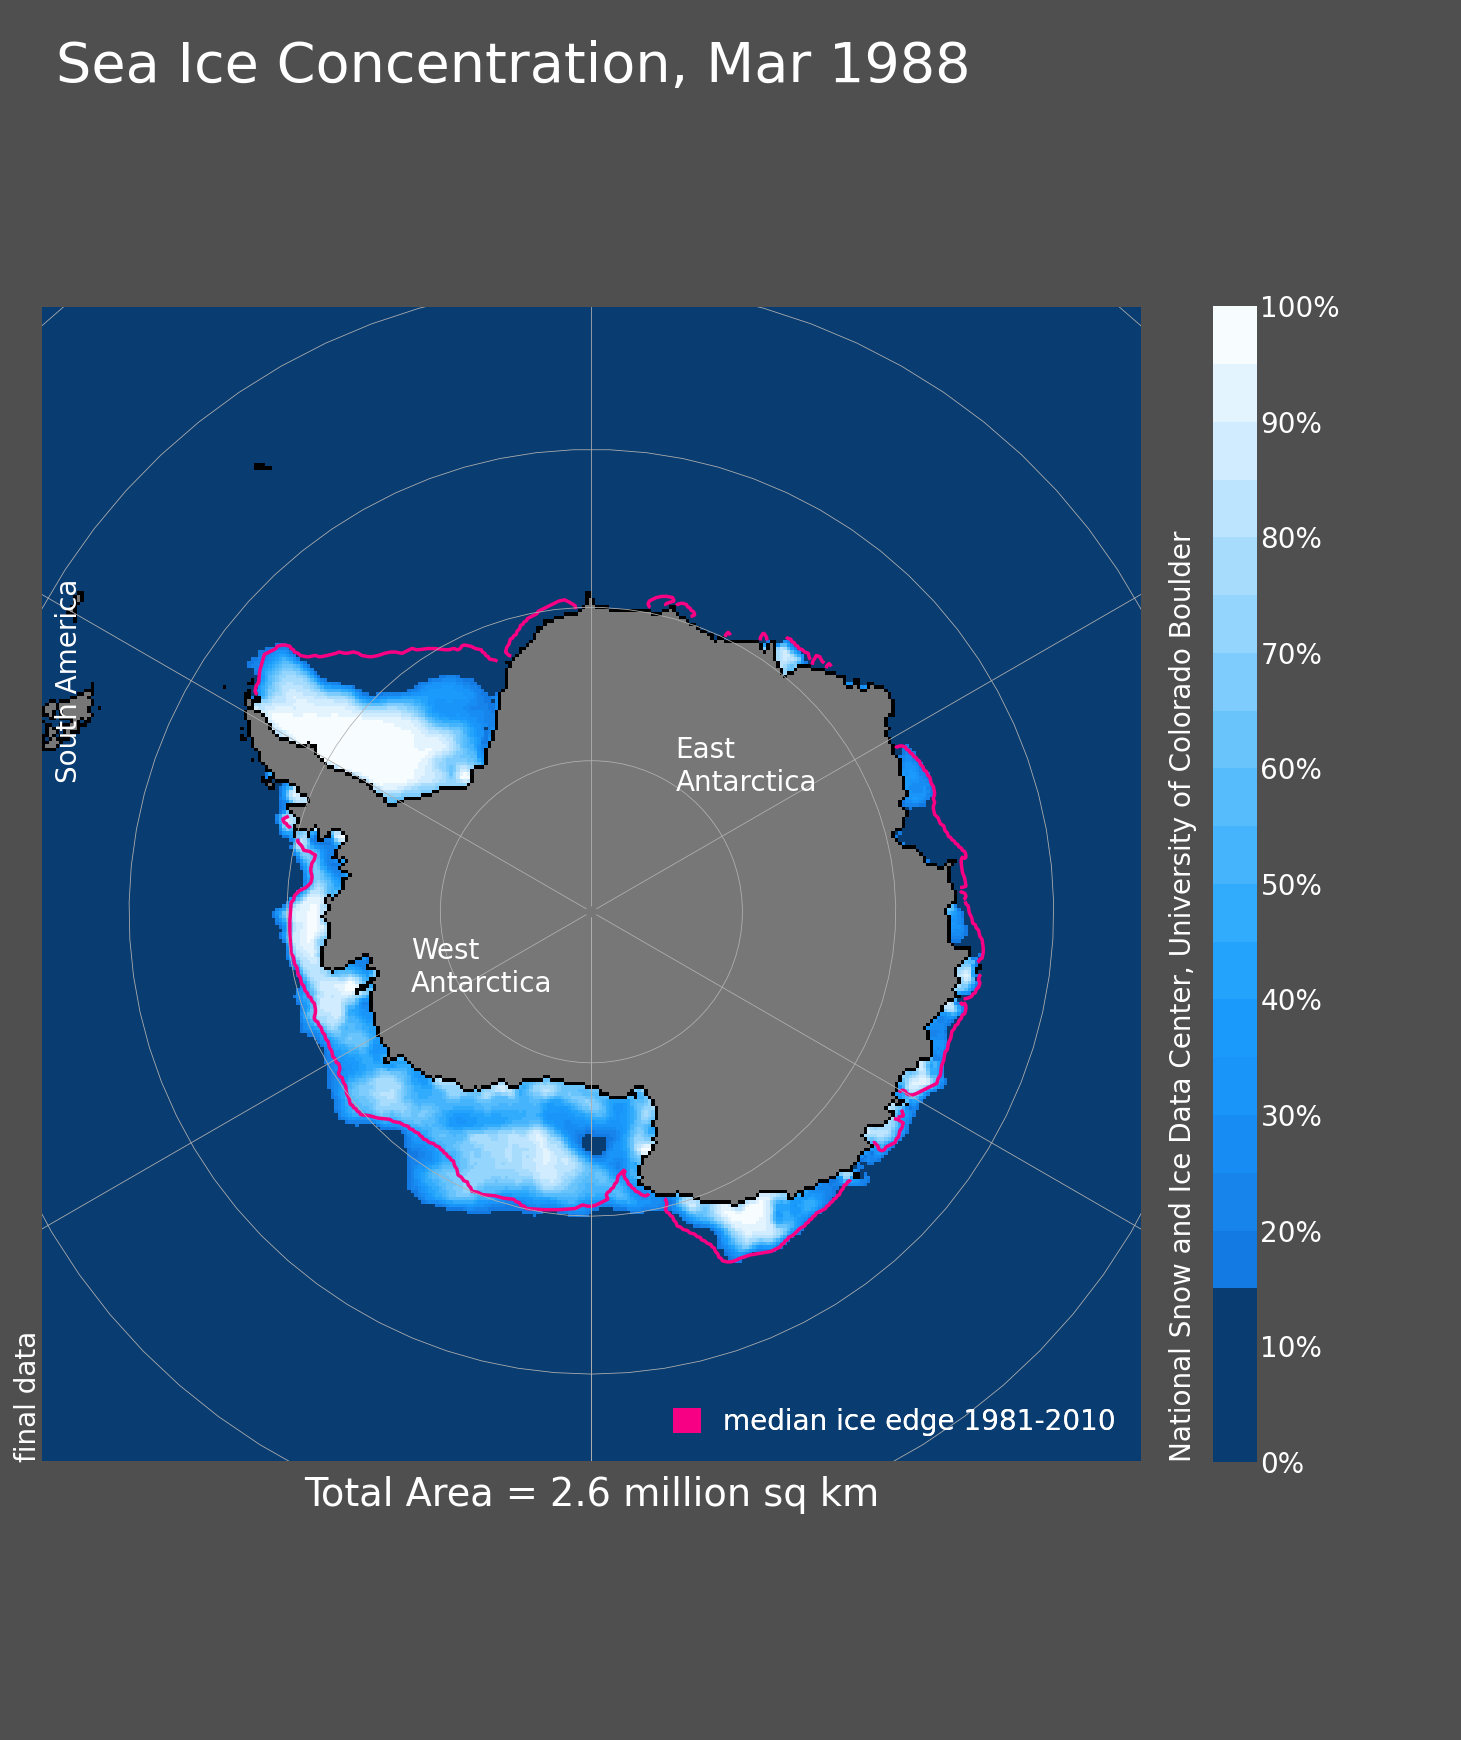 Sea Ice Concentration, Mar 1988
South America
East
Antarctica
West
Antarctica
median ice edge 1981-2010
final data
Total Area = 2.6 million sq km
National Snow and Ice Data Center, University of Colorado Boulder
100%
90%
80%
70%
60%
50%
40%
30%
20%
10%
0%